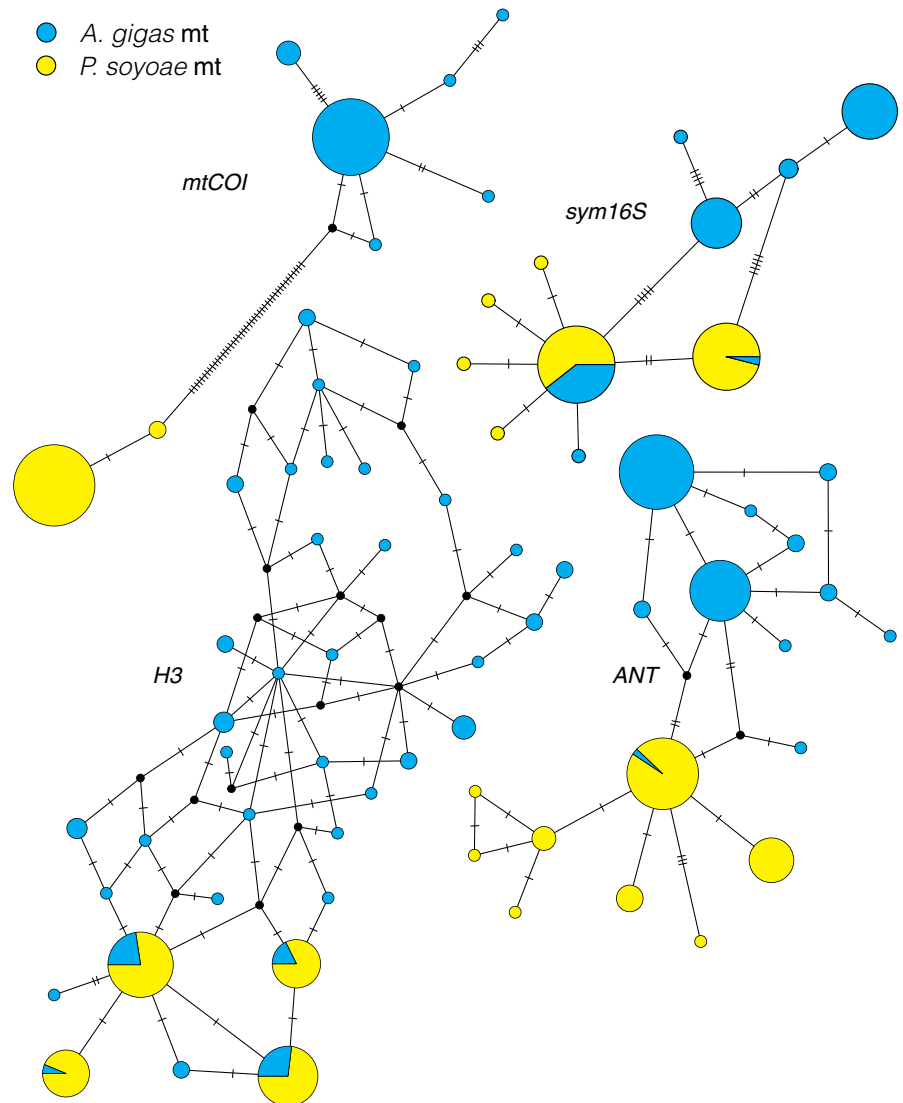 A. gigas mt
P. soyoae mt
mtCOI
sym16S
H3
ANT